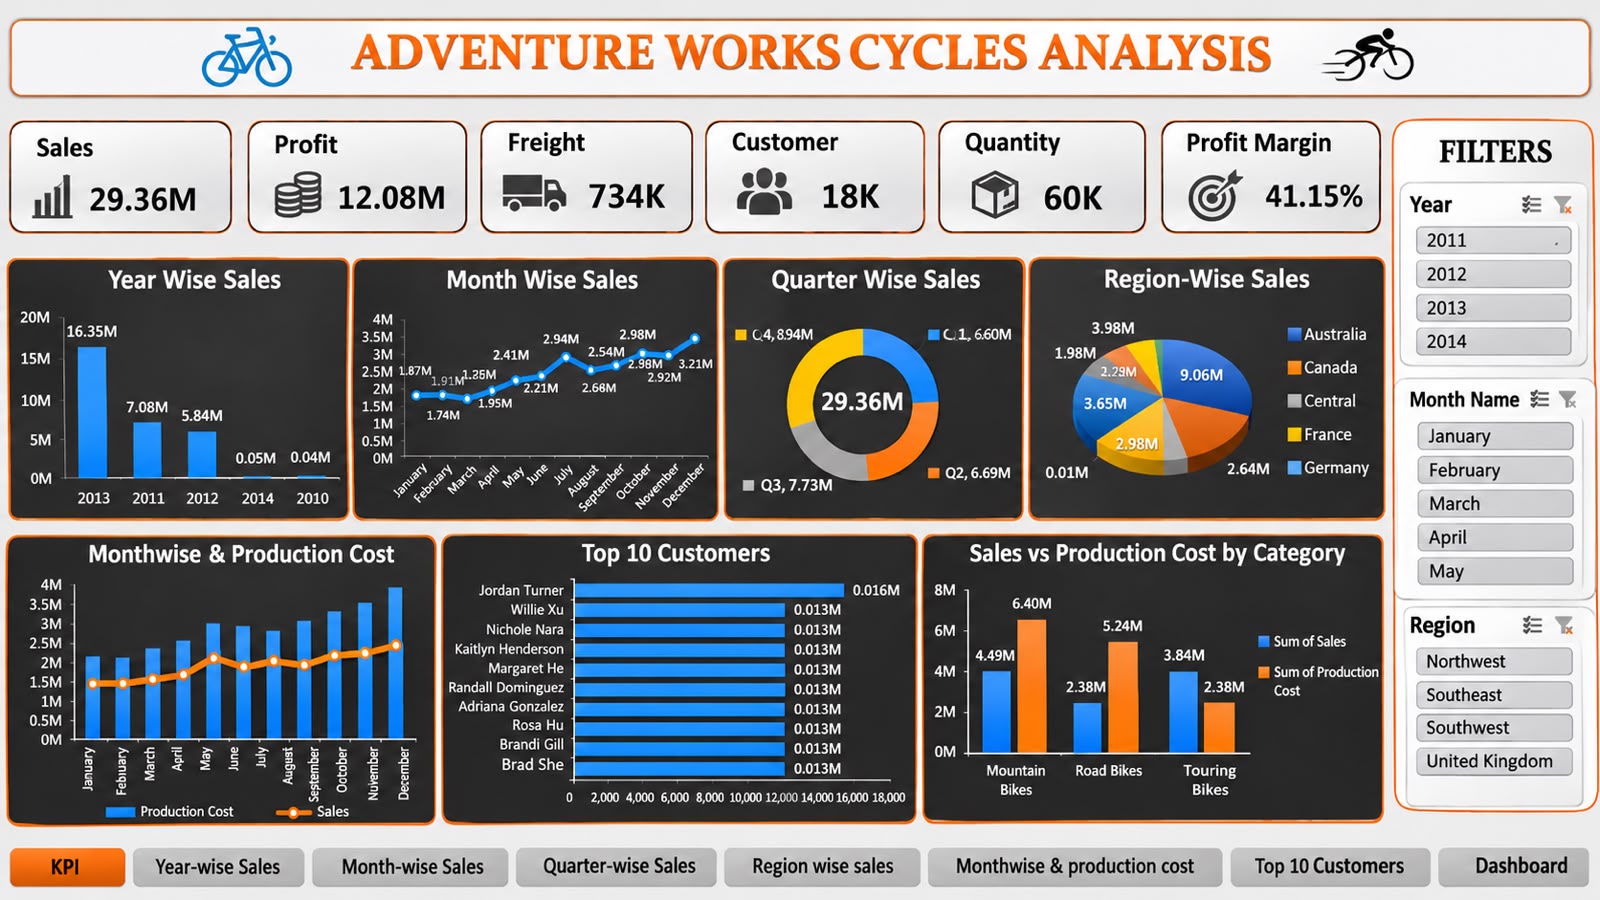 ADVENTURE WORKS CYCLES ANALYSIS
Sales
29.36M
Profit
12.08M
Freight
734K
Customer
18K
Quantity
60K
Profit Margin
41.15%
FILTERS
Year
2011
2012
2013
2014
Month Name
January
February
March
April
May
Region
Northwest
Southeast
Southwest
United Kingdom
Year Wise Sales
20M
15M
10M
5M
0M
16.35M
7.08M
5.84M
0.05M
0.04M
2013 2011 2012 2014 2010
Month Wise Sales
4M
3.5M
3M
2.5M
2M
1.5M
1M
0.5M
0M
1.87M
1.91M
1.74M
1.25M
1.95M
2.41M
2.21M
2.94M
2.54M
2.66M
2.98M
2.98M
2.92M
3.21M
January
February
March
April
May
June
July
August
September
October
November
December
Quarter Wise Sales
4, 8.94M
1, 6.60M
29.36M
Q3, 7.73M
Q2, 6.69M
Region-Wise Sales
3.98M
1.98M
2.29M
9.06M
3.65M
2.98M
0.01M
2.64M
Australia
Canada
Central
France
Germany
Monthwise & Production Cost
4M
3.5M
3M
2.5M
2M
1.5M
1M
0.5M
0M
January
Febiuary
March
April
May
June
July
August
September
October
November
December
Production Cost
Sales
Top 10 Customers
Jordan Turner 0.016M
Willie Xu 0.013M
Nichole Nara 0.013M
Kaitlyn Henderson 0.013M
Margaret He 0.013M
Randall Dominguez 0.013M
Adriana Gonzalez 0.013M
Rosa Hu 0.013M
Brandi Gill 0.013M
Brad She 0.013M
0 2,000 4,000 6,000 8,000 10,000 12,000 14,000 16,000 18,000
Sales vs Production Cost by Category
8M
6M
4M
2M
0M
4.49M
6.40M
2.38M
5.24M
3.84M
2.38M
Mountain
Bikes
Road Bikes
Touring
Bikes
Sum of Sales
Sum of Production
Cost
KPI
Year-wise Sales
Month-wise Sales
Quarter-wise Sales
Region wise sales
Monthwise & production cost
Top 10 Customers
Dashboard